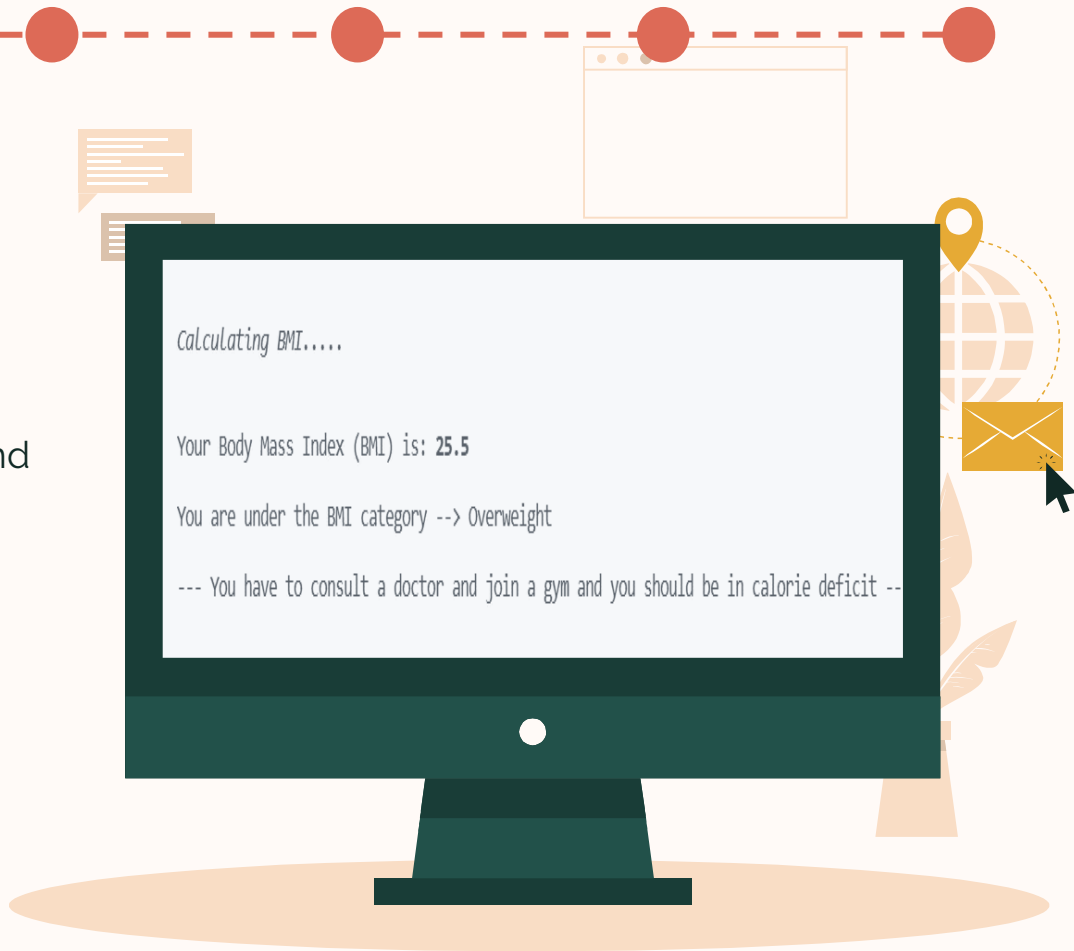 Calculating BMI.....
nd
Your Body Mass Index (BMI) is: 25.5
You are under the BMI category --> Overweight
--- You have to consult a doctor and join a gym and you should be in calorie deficit --